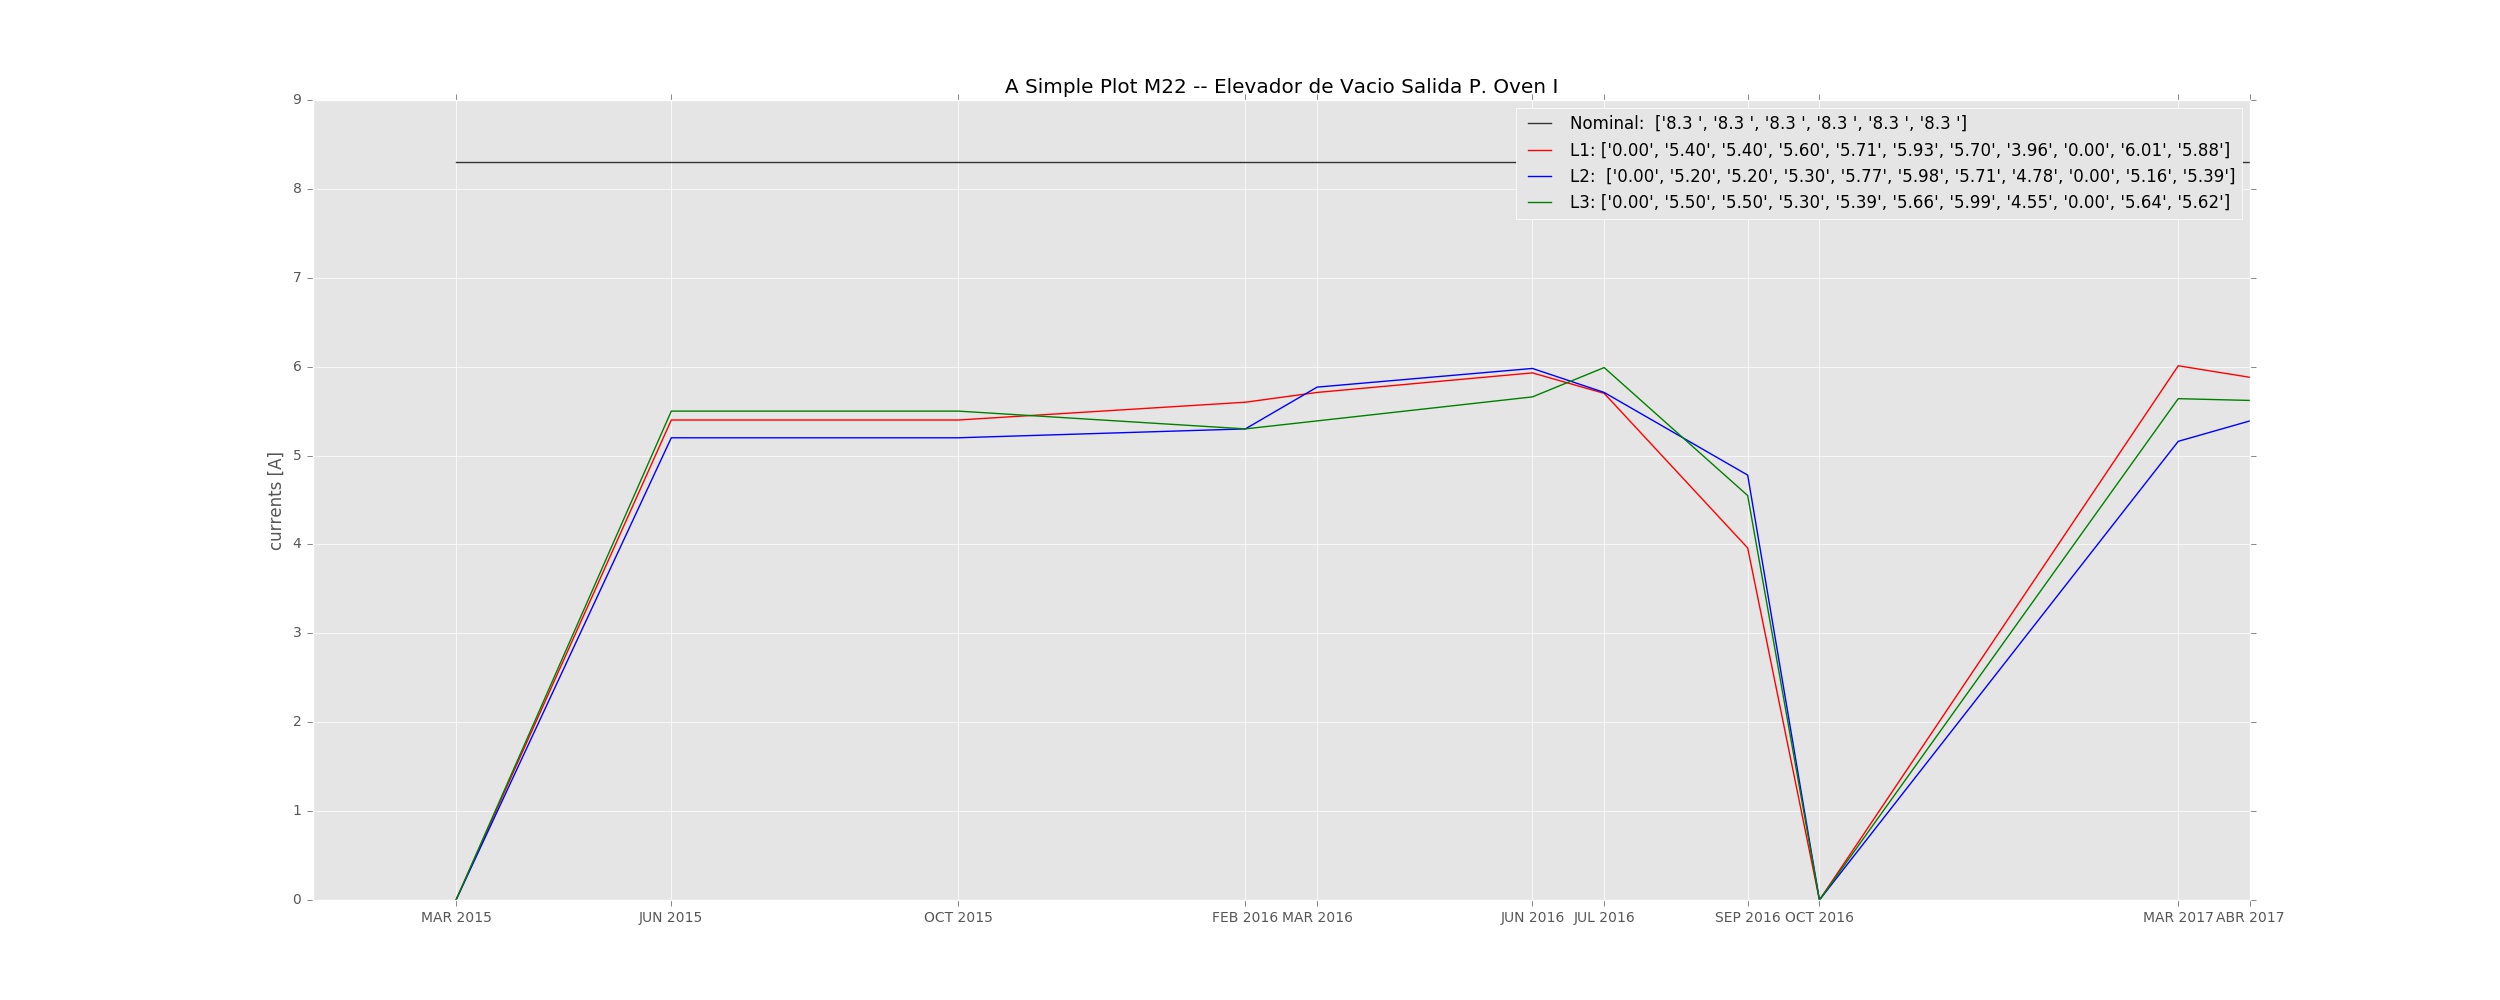 A Simple Plot M22 -- Elevador de Vacio Salida P. Oven I
Nominal:  ['8.3 ', '8.3 ', '8.3 ', '8.3 ', '8.3 ', '8.3 ']
L1: ['0.00', '5.40', '5.40', '5.60', '5.71', '5.93', '5.70', '3.96', '0.00', '6.01', '5.88']
L2:  ['0.00', '5.20', '5.20', '5.30', '5.77', '5.98', '5.71', '4.78', '0.00', '5.16', '5.39']
L3: ['0.00', '5.50', '5.50', '5.30', '5.39', '5.66', '5.99', '4.55', '0.00', '5.64', '5.62']
currents [A]
9
8
7
6
5
4
3
2
1
0
MAR 2015 JUN 2015 OCT 2015 FEB 2016 MAR 2016 JUN 2016 JUL 2016 SEP 2016 OCT 2016 MAR 2017 ABR 2017